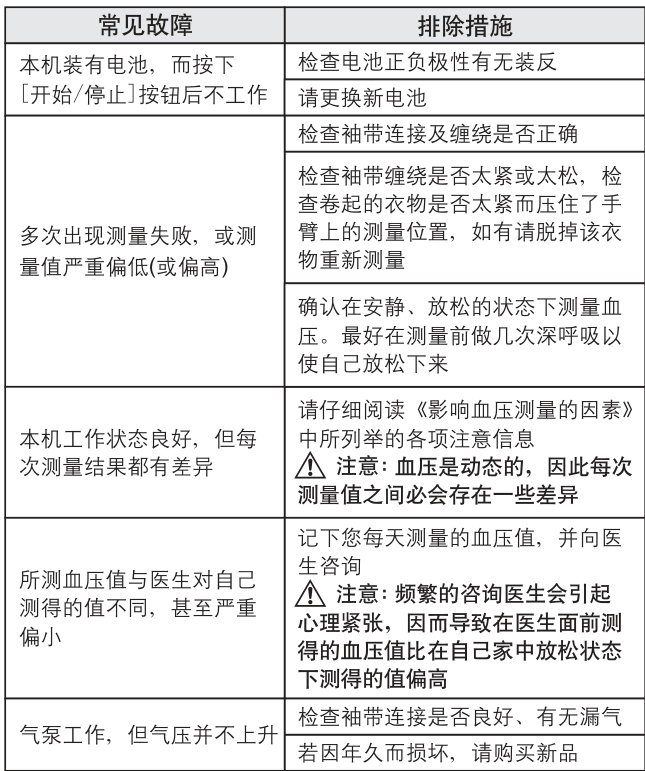 常见故障
排除措施
本机装有电池，而按下
[开始/停止]按钮后不工作
检查电池正负极性有无装反
请更换新电池
多次出现测量失败，或测
量值严重偏低(或偏高)
检查袖带连接及缠绕是否正确
检查袖带缠绕是否太紧或太松，检
查卷起的衣物是否太紧而压住了手
臂上的测量位置，如有请脱掉该衣
物重新测量
确认在安静、放松的状态下测量血
压。最好在测量前做几次深呼吸以
使自己放松下来
本机工作状态良好，但每
次测量结果都有差异
请仔细阅读《影响血压测量的因素》
中所列举的各项注意信息
注意：血压是动态的，因此每次
测量值之间必会存在一些差异
所测血压值与医生对自己
测得的值不同，甚至严重
偏小
记下您每天测量的血压值，并向医
生咨询
注意：频繁的咨询医生会引起
心理紧张，因而导致在医生面前测
得的血压值比在自己家中放松状态
下测得的值偏高
气泵工作，但气压并不上升
检查袖带连接是否良好、有无漏气
若因年久而损坏，请购买新品